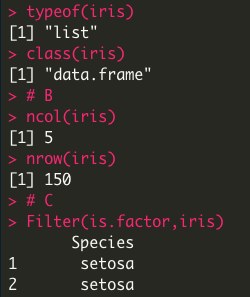 > typeof(iris)
[1] "list"
> class(iris)
[1] "data.frame"
> # B
> ncol(iris)
[1] 5
> nrow(iris)
[1] 150
> # C
> Filter(is.factor,iris)
Species
1 setosa
2 setosa